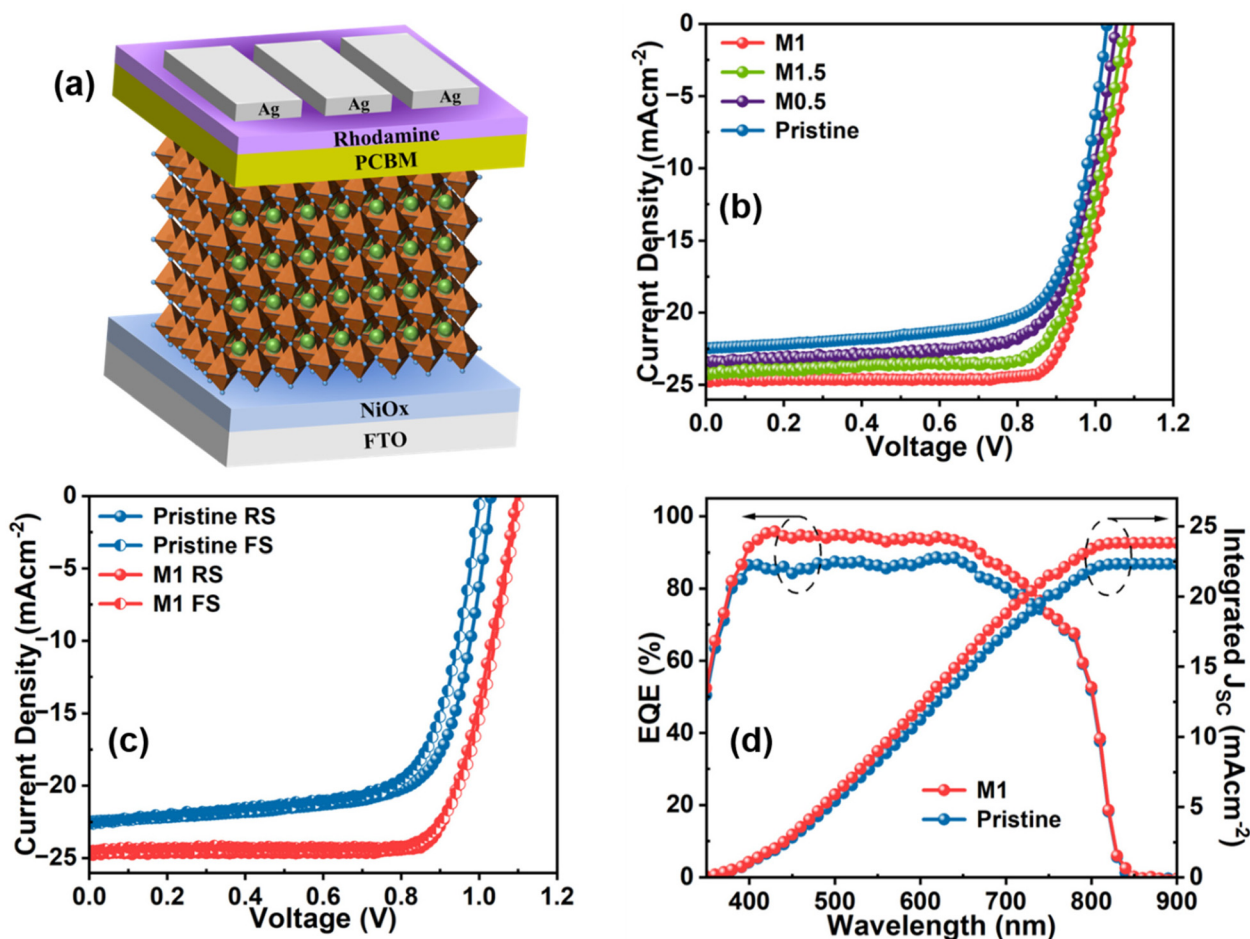 (a)
Ag
Ag
Ag
Rhodamine
PCBM
NiOx
FTO
(b)
M1
M1.5
M0.5
Pristine
Current Density (mAcm⁻²)
0
−5
−10
−15
−20
−25
0.0 0.2 0.4 0.6 0.8 1.0 1.2
Voltage (V)
(c)
Pristine RS
Pristine FS
M1 RS
M1 FS
Current Density (mAcm⁻²)
0
−5
−10
−15
−20
−25
0.0 0.2 0.4 0.6 0.8 1.0 1.2
Voltage (V)
(d)
M1
Pristine
EQE (%)
100
80
60
40
20
0
Integrated J_SC (mAcm⁻²)
25
20
15
10
5
0
400 500 600 700 800 900
Wavelength (nm)